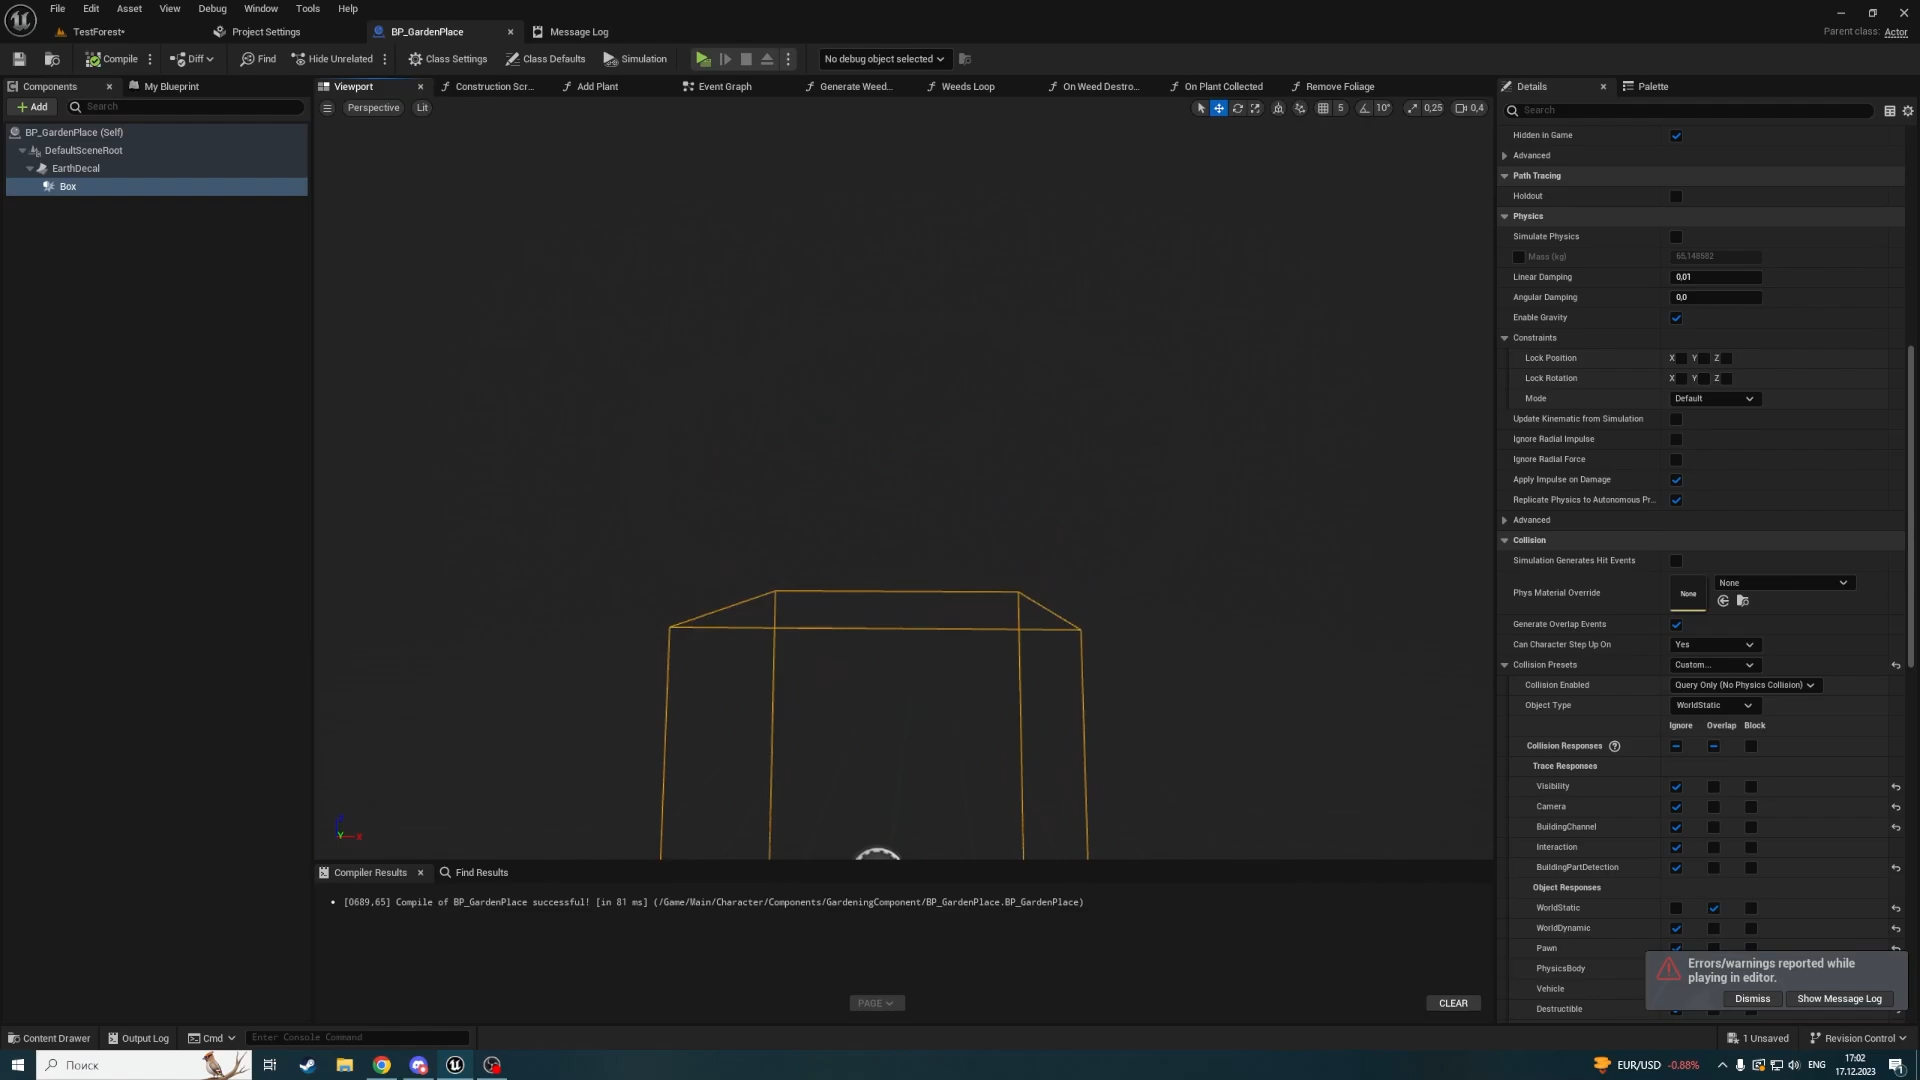 File Edit Asset View Debug Window Tools Help
TestForest* Project Settings BP_GardenPlace Message Log
Parent class: Actor
Compile Diff Find Hide Unrelated Class Settings Class Defaults Simulation No debug object selected
Components My Blueprint Viewport Construction Scr... Add Plant Event Graph Generate Weed... Weeds Loop On Weed Destro... On Plant Collected Remove Foliage Details Palette
Add Search
Perspective Lit 5 10° 0,25 0,4
Search
BP_GardenPlace (Self)
DefaultSceneRoot
EarthDecal
Box
Hidden in Game
Advanced
Path Tracing
Holdout
Physics
Simulate Physics
Mass (kg) 65,148582
Linear Damping 0,01
Angular Damping 0,0
Enable Gravity
Constraints
Lock Position X Y Z
Lock Rotation X Y Z
Mode Default
Update Kinematic from Simulation
Ignore Radial Impulse
Ignore Radial Force
Apply Impulse on Damage
Replicate Physics to Autonomous Pr...
Advanced
Collision
Simulation Generates Hit Events
Phys Material Override None None
Generate Overlap Events
Can Character Step Up On Yes
Collision Presets Custom...
Collision Enabled Query Only (No Physics Collision)
Object Type WorldStatic
Ignore Overlap Block
Collision Responses ?
Trace Responses
Visibility
Camera
BuildingChannel
Interaction
BuildingPartDetection
Object Responses
WorldStatic
WorldDynamic
Pawn
PhysicsBody
Vehicle
Destructible
Errors/warnings reported while
playing in editor.
Dismiss Show Message Log
Y X
Compiler Results Find Results
• [0689,65] Compile of BP_GardenPlace successful! [in 81 ms] (/Game/Main/Character/Components/GardeningComponent/BP_GardenPlace.BP_GardenPlace)
PAGE CLEAR
Content Drawer Output Log Cmd Enter Console Command 1 Unsaved Revision Control
Поиск EUR/USD -0.88% ENG 17:02
17.12.2023